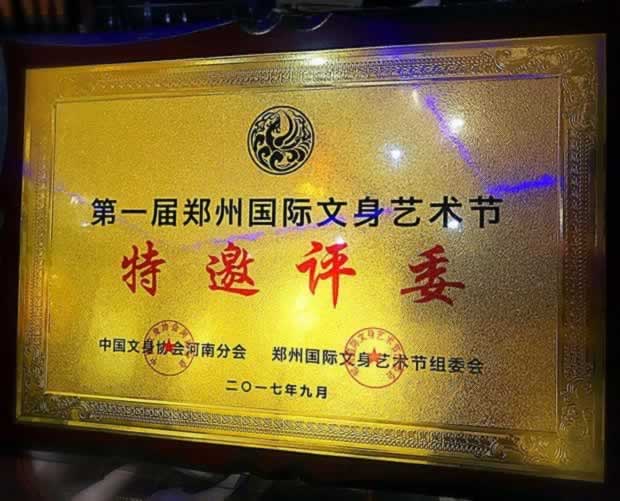 第一届郑州国际文身艺术节
特邀评委
中国文身协会河南分会 郑州国际文身艺术节组委会
二〇一七年九月